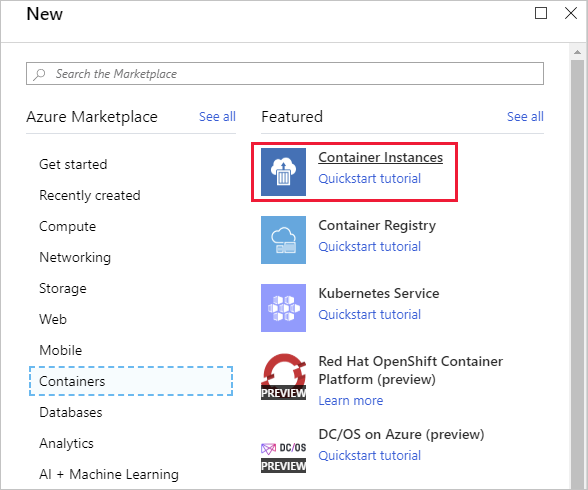 New
Search the Marketplace
Azure Marketplace
See all
Get started
Recently created
Compute
Networking
Storage
Web
Mobile
Containers
Databases
Analytics
AI + Machine Learning
Featured
See all
Container Instances
Quickstart tutorial
Container Registry
Quickstart tutorial
Kubernetes Service
Quickstart tutorial
PREVIEW
Red Hat OpenShift Container
Platform (preview)
Learn more
DC/OS
PREVIEW
DC/OS on Azure (preview)
Quickstart tutorial